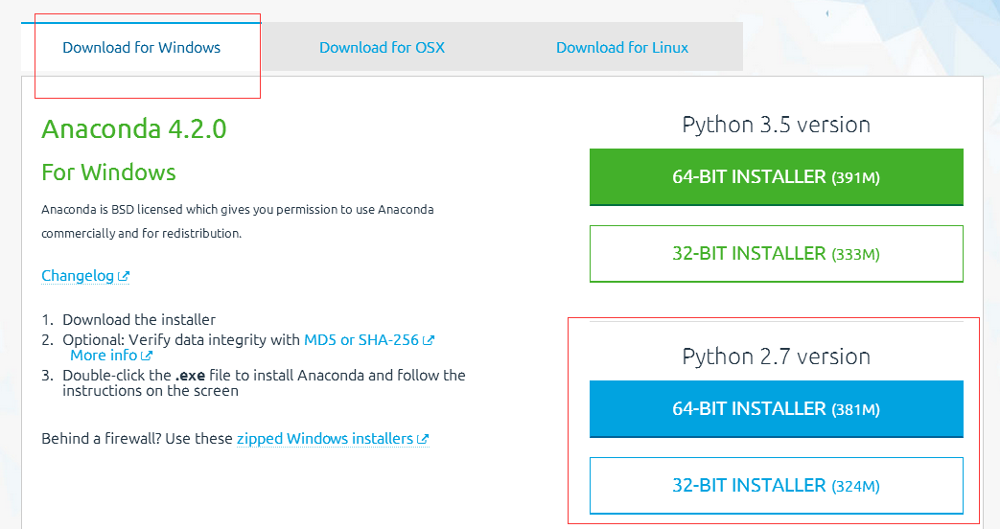 Download for Windows
Download for OSX
Download for Linux
Anaconda 4.2.0
For Windows
Anaconda is BSD licensed which gives you permission to use Anaconda
commercially and for redistribution.
Changelog
1. Download the installer
2. Optional: Verify data integrity with MD5 or SHA-256
More info
3. Double-click the .exe file to install Anaconda and follow the
instructions on the screen
Behind a firewall? Use these zipped Windows installers
Python 3.5 version
64-BIT INSTALLER (391M)
32-BIT INSTALLER (333M)
Python 2.7 version
64-BIT INSTALLER (381M)
32-BIT INSTALLER (324M)